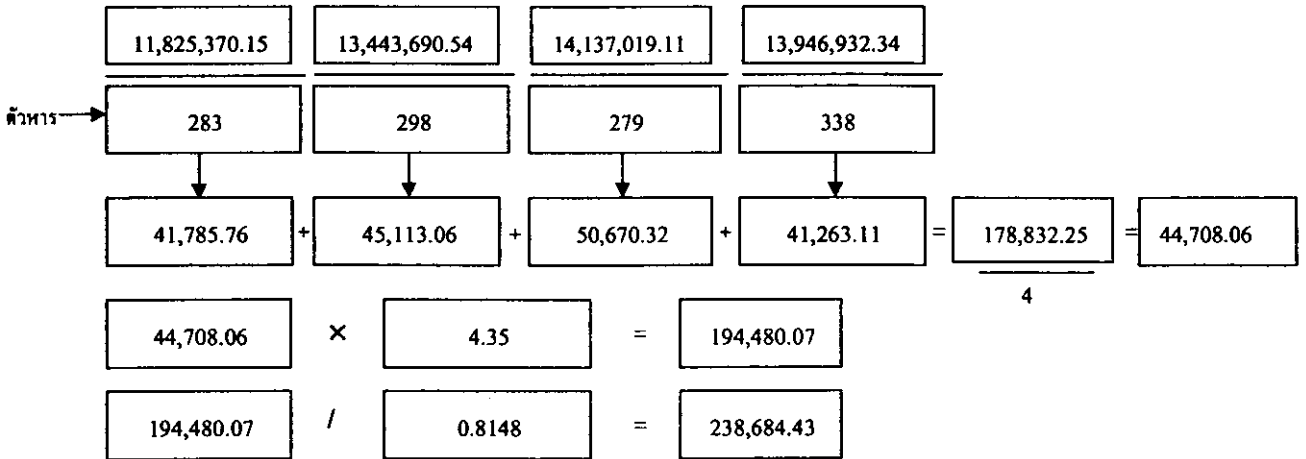 11,825,370.15 13,443,690.54 14,137,019.11 13,946,932.34
ตัวหาร 283 298 279 338
41,785.76 + 45,113.06 + 50,670.32 + 41,263.11 = 178,832.25 = 44,708.06
4
44,708.06 × 4.35 = 194,480.07
194,480.07 / 0.8148 = 238,684.43